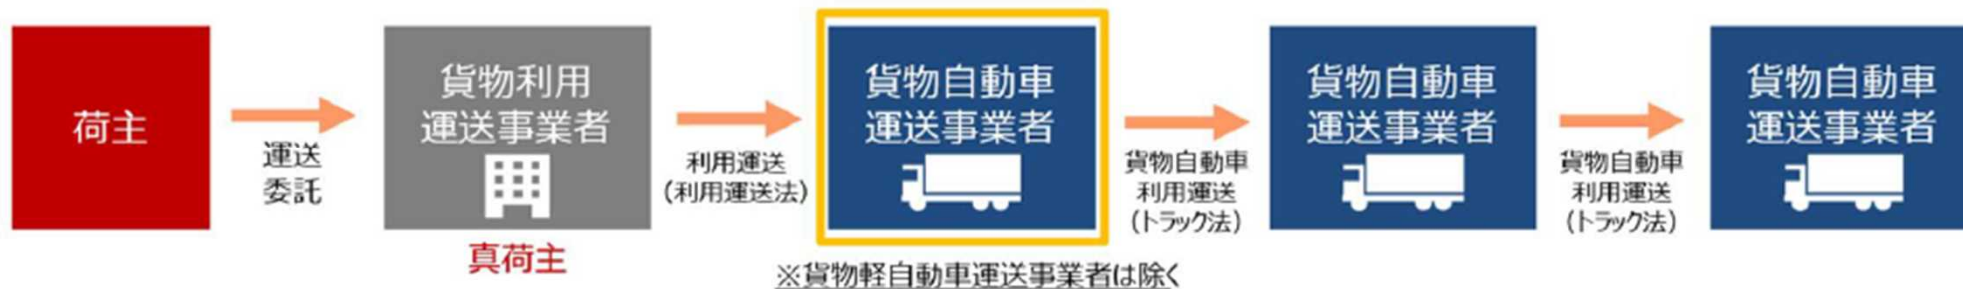 荷主
運送
委託
貨物利用
運送事業者
真荷主
利用運送
(利用運送法)
貨物自動車
運送事業者
※貨物軽自動車運送事業者は除く
貨物自動車
利用運送
(トラック法)
貨物自動車
運送事業者
貨物自動車
利用運送
(トラック法)
貨物自動車
運送事業者